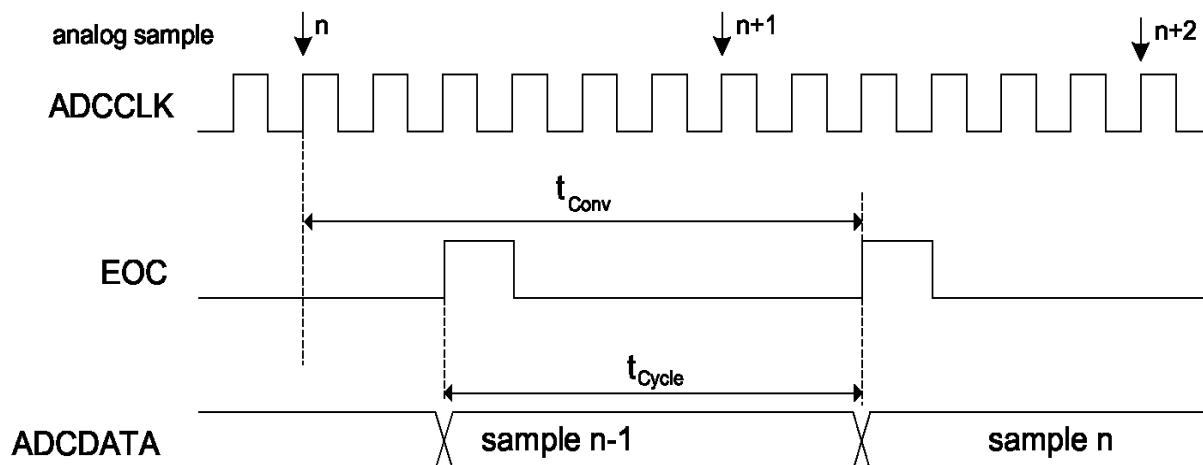 analog sample
n
n+1
n+2
ADCCLK
tConv
EOC
tCycle
ADCDATA
sample n-1
sample n